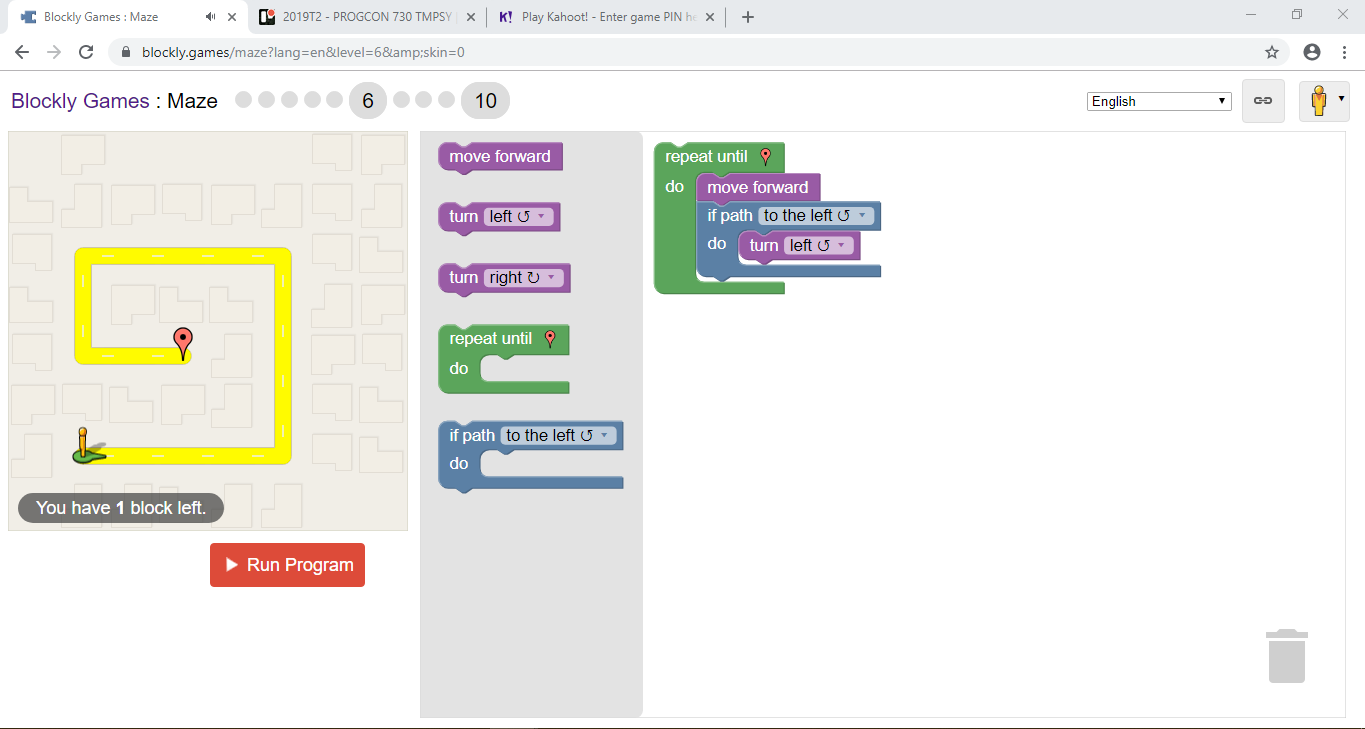 Blockly Games : Maze
2019T2 - PROGCON 730 TMPSY
Play Kahoot! - Enter game PIN he
blockly.games/maze?lang=en&level=6&amp;skin=0
Blockly Games : Maze 6 10
English
You have 1 block left.
Run Program
move forward
turn left ↺
turn right ↻
repeat until
do
if path to the left ↺
do
repeat until
do move forward
if path to the left ↺
do turn left ↺